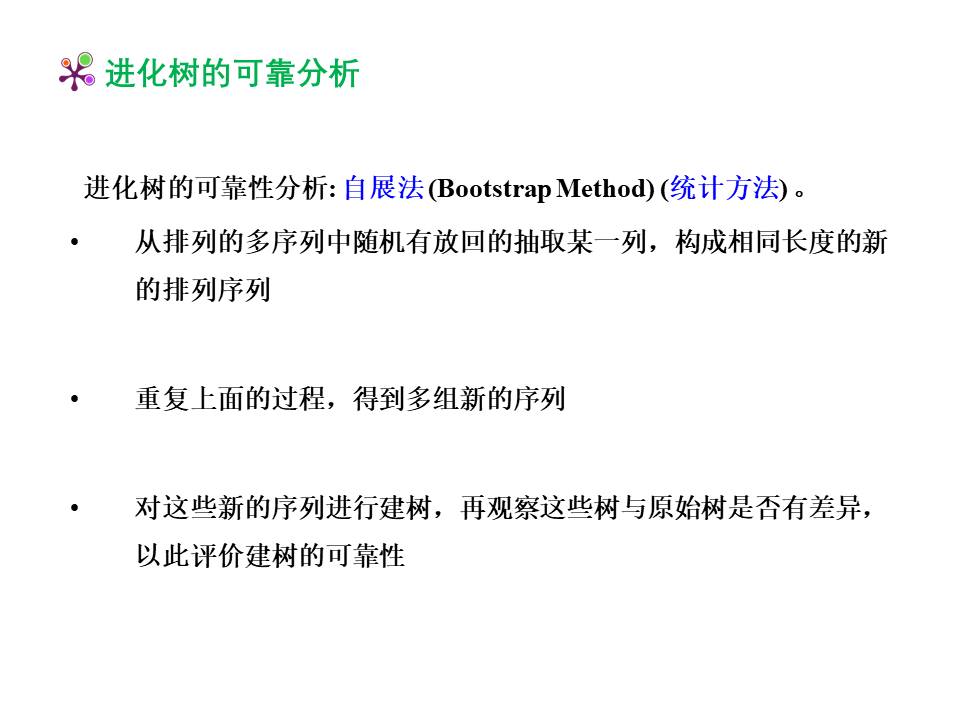 进化树的可靠分析
进化树的可靠性分析: 自展法 (Bootstrap Method) (统计方法) 。
• 从排列的多序列中随机有放回的抽取某一列，构成相同长度的新
的排列序列
• 重复上面的过程，得到多组新的序列
• 对这些新的序列进行建树，再观察这些树与原始树是否有差异，
以此评价建树的可靠性